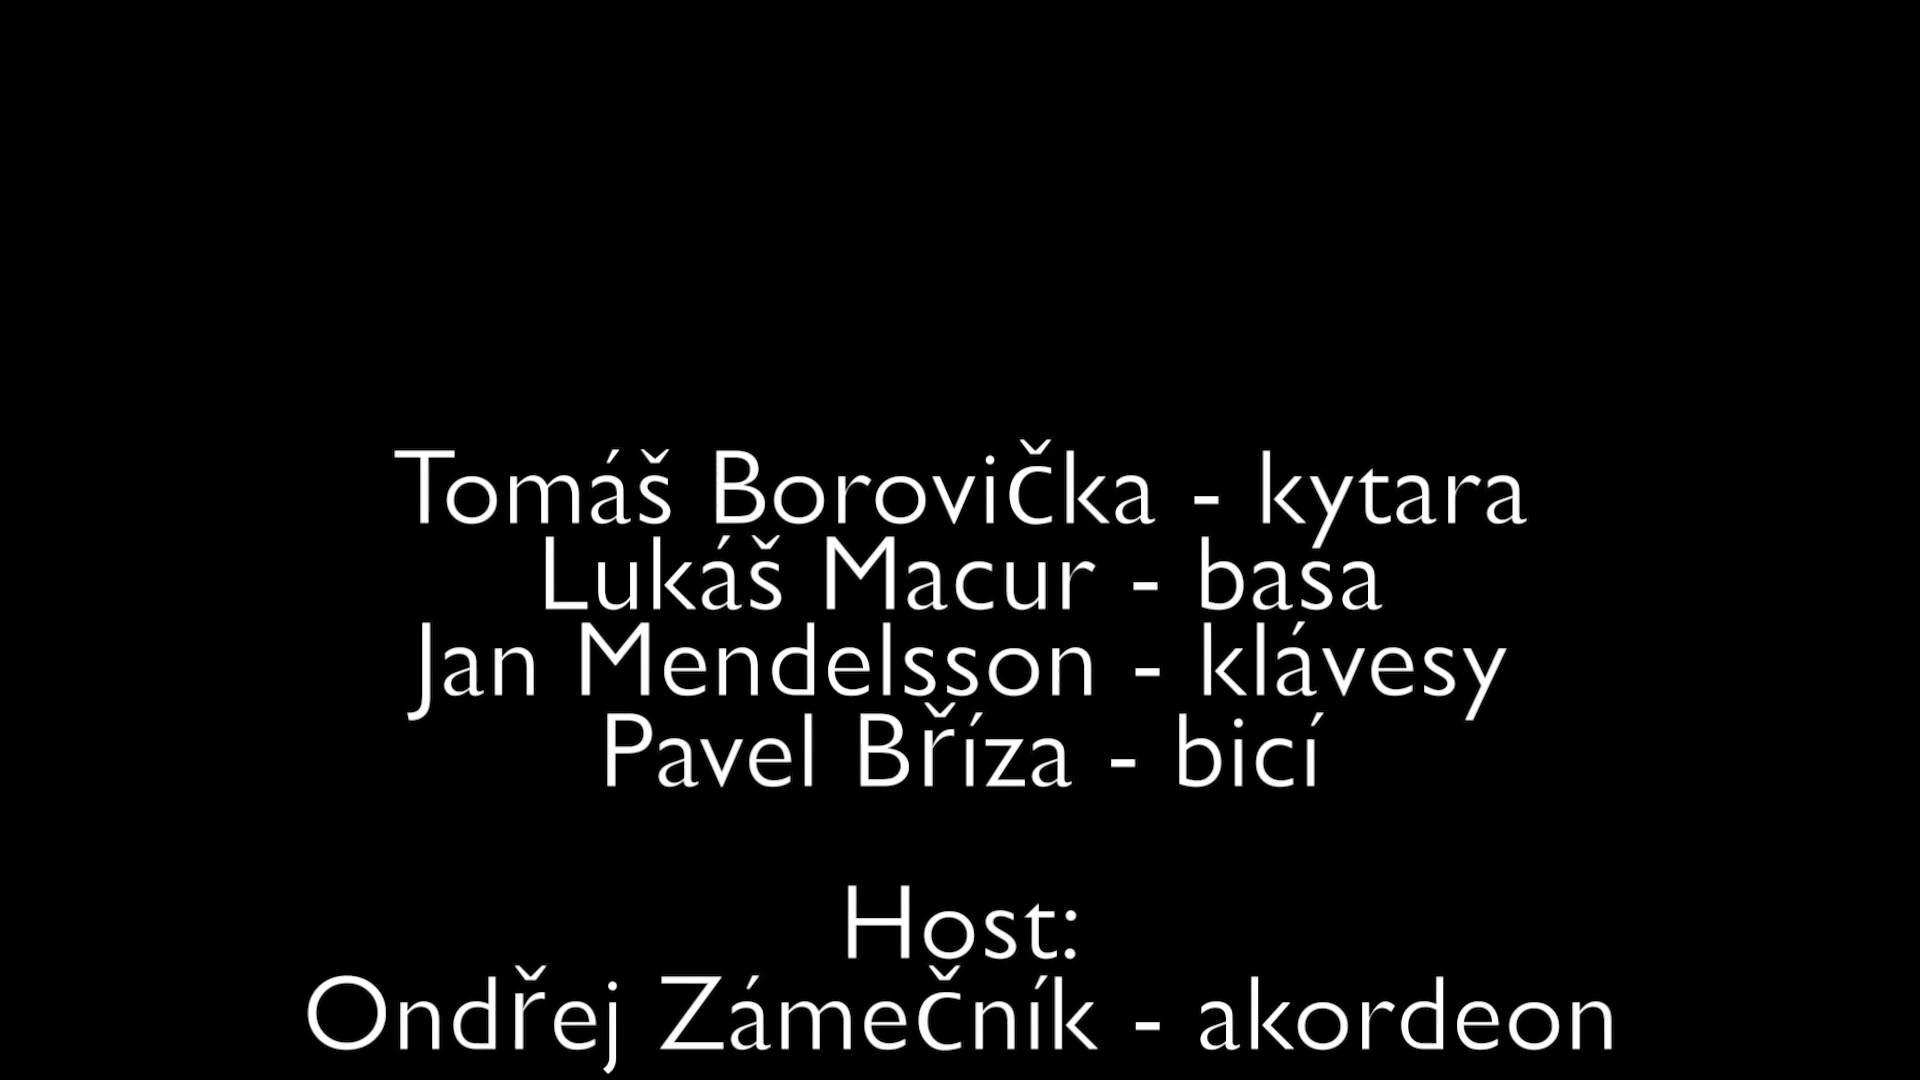 Tomáš Borovička - kytara
Lukáš Macur - basa
Jan Mendelsson - klávesy
Pavel Bříza - bicí
Host:
Ondřej Zámečník - akordeon